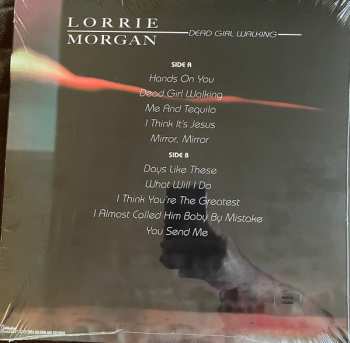 LORRIE
MORGAN
DEAD GIRL WALKING
SIDE A
Hands On You
Dead Girl Walking
Me And Tequila
I Think It's Jesus
Mirror, Mirror
SIDE B
Days Like These
What Will I Do
I Think You're The Greatest
I Almost Called Him Baby By Mistake
You Send Me